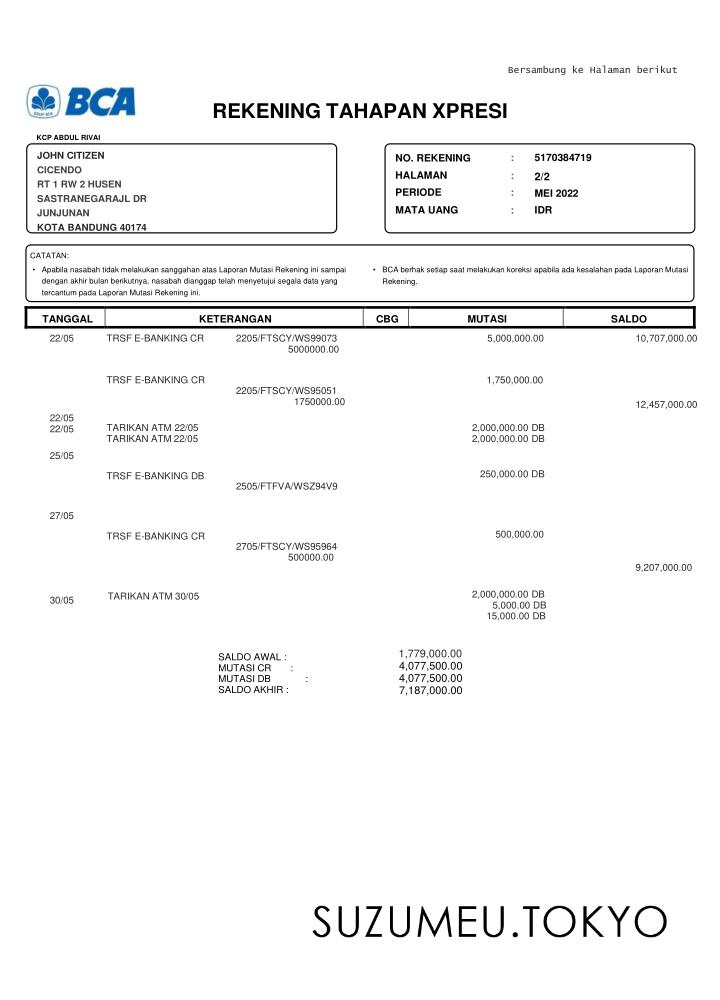 Bersambung ke Halaman berikut
BCA
REKENING TAHAPAN XPRESI
KCP ABDUL RIVAI
JOHN CITIZEN
CICENDO
RT 1 RW 2 HUSEN
SASTRANEGARAJL DR
JUNJUNAN
KOTA BANDUNG 40174
NO. REKENING : 5170384719
HALAMAN : 2/2
PERIODE : MEI 2022
MATA UANG : IDR
CATATAN:
• Apabila nasabah tidak melakukan sanggahan atas Laporan Mutasi Rekening ini sampai
dengan akhir bulan berikutnya, nasabah dianggap telah menyetujui segala data yang
tercantum pada Laporan Mutasi Rekening ini.
• BCA berhak setiap saat melakukan koreksi apabila ada kesalahan pada Laporan Mutasi
Rekening.
TANGGAL KETERANGAN CBG MUTASI SALDO
22/05 TRSF E-BANKING CR 2205/FTSCY/WS99073 5,000,000.00 10,707,000.00
5000000.00
TRSF E-BANKING CR 1,750,000.00
2205/FTSCY/WS95051
1750000.00
12,457,000.00
22/05
22/05 TARIKAN ATM 22/05 2,000,000.00 DB
TARIKAN ATM 22/05 2,000,000.00 DB
25/05
TRSF E-BANKING DB 250,000.00 DB
2505/FTFVA/WSZ94V9
27/05
TRSF E-BANKING CR 500,000.00
2705/FTSCY/WS95964
500000.00
9,207,000.00
30/05 TARIKAN ATM 30/05 2,000,000.00 DB
5,000.00 DB
15,000.00 DB
SALDO AWAL : 1,779,000.00
MUTASI CR : 4,077,500.00
MUTASI DB : 4,077,500.00
SALDO AKHIR : 7,187,000.00
SUZUMEU.TOKYO